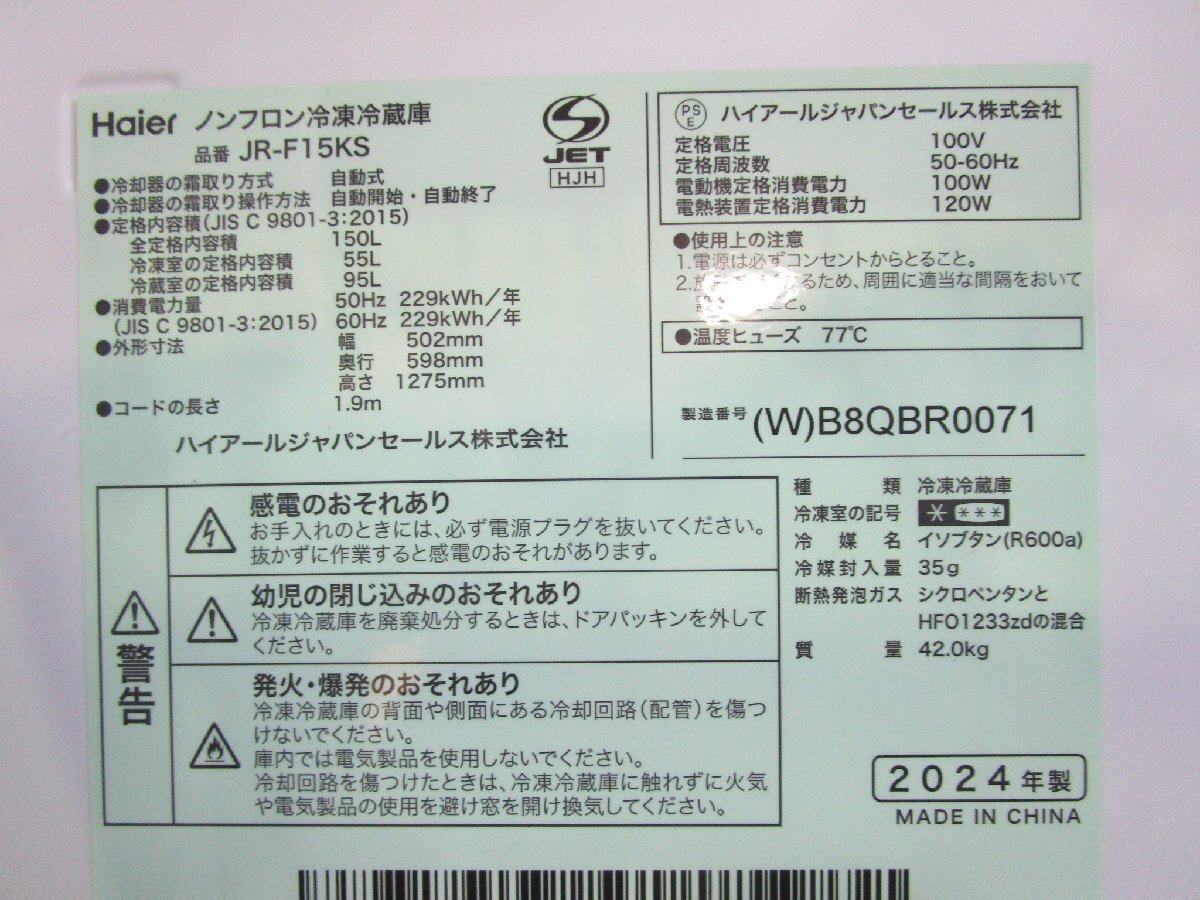 Haier ノンフロン冷凍冷蔵庫
品番 JR-F15KS
●冷却器の霜取り方式 自動式
●冷却器の霜取り操作方法 自動開始・自動終了
●定格内容積(JIS C 9801-3:2015)
全定格内容積 150L
冷凍室の定格内容積 55L
冷蔵室の定格内容積 95L
●消費電力量 50Hz 229kWh/年
(JIS C 9801-3:2015) 60Hz 229kWh/年
●外形寸法 幅 502mm
奥行 598mm
高さ 1275mm
●コードの長さ 1.9m
ハイアールジャパンセールス株式会社
JET
HJH
PSE ハイアールジャパンセールス株式会社
定格電圧 100V
定格周波数 50-60Hz
電動機定格消費電力 100W
電熱装置定格消費電力 120W
●使用上の注意
1.電源は必ずコンセントからとること。
2.放 るため、周囲に適当な間隔をおいて
こと。
●温度ヒューズ 77℃
製造番号 (W)B8QBR0071
警告
感電のおそれあり
お手入れのときには、必ず電源プラグを抜いてください。
抜かずに作業すると感電のおそれがあります。
幼児の閉じ込みのおそれあり
冷凍冷蔵庫を廃棄処分するときは、ドアパッキンを外して
ください。
発火・爆発のおそれあり
冷凍冷蔵庫の背面や側面にある冷却回路(配管)を傷つ
けないでください。
庫内では電気製品を使用しないでください。
冷却回路を傷つけたときは、冷凍冷蔵庫に触れずに火気
や電気製品の使用を避け窓を開け換気してください。
種類 冷凍冷蔵庫
冷凍室の記号 * ***
冷媒名 イソブタン(R600a)
冷媒封入量 35g
断熱発泡ガス シクロペンタンと
HFO1233zdの混合
質量 42.0kg
2024年製
MADE IN CHINA